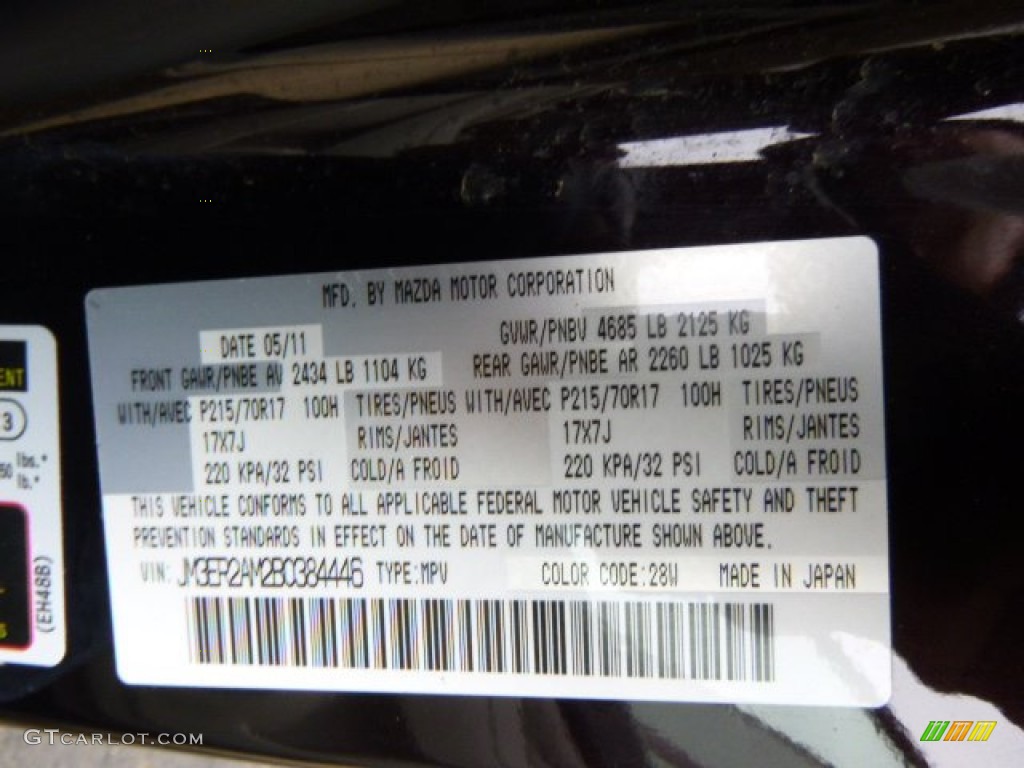 MFD. BY MAZDA MOTOR CORPORATION
DATE 05/11 GVWR/PNBV 4685 LB 2125 KG
FRONT GAWR/PNBE AV 2434 LB 1104 KG REAR GAWR/PNBE AR 2260 LB 1025 KG
WITH/AVEC P215/70R17 100H TIRES/PNEUS WITH/AVEC P215/70R17 100H TIRES/PNEUS
17X7J RIMS/JANTES 17X7J RIMS/JANTES
220 KPA/32 PSI COLD/A FROID 220 KPA/32 PSI COLD/A FROID
THIS VEHICLE CONFORMS TO ALL APPLICABLE FEDERAL MOTOR VEHICLE SAFETY AND THEFT
PREVENTION STANDARDS IN EFFECT ON THE DATE OF MANUFACTURE SHOWN ABOVE.
VIN: JM3ER2AM2B0384446 TYPE:MPV COLOR CODE:28W MADE IN JAPAN
3
lbs.*
lb.*
(EH48B)
GTCARLOT.COM